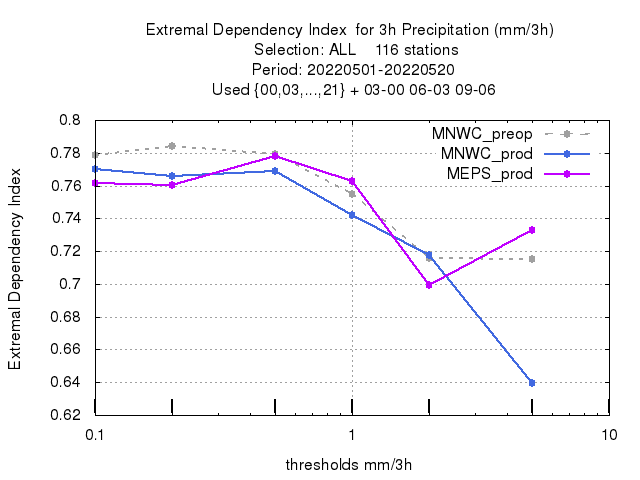 Extremal Dependency Index  for 3h Precipitation (mm/3h)
Selection: ALL    116 stations
Period: 20220501-20220520
Used {00,03,...,21} + 03-00 06-03 09-06
MNWC_preop
MNWC_prod
MEPS_prod
0.8
0.78
0.76
0.74
0.72
0.7
0.68
0.66
0.64
0.62
Extremal Dependency Index
0.1 1 10
thresholds mm/3h